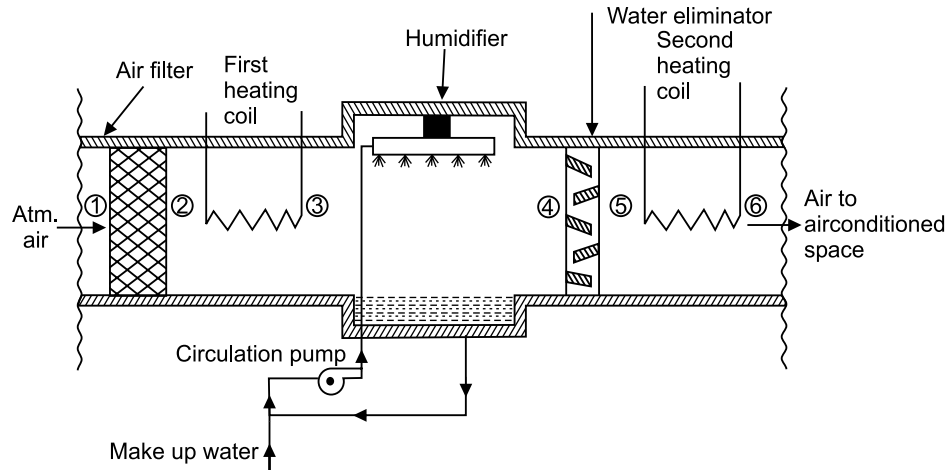 Water eliminator
Humidifier
Second
heating
coil
First
heating
coil
Air filter
① ② ③ ④ ⑤ ⑥
Atm.
air
Air to
airconditioned
space
Circulation pump
Make up water